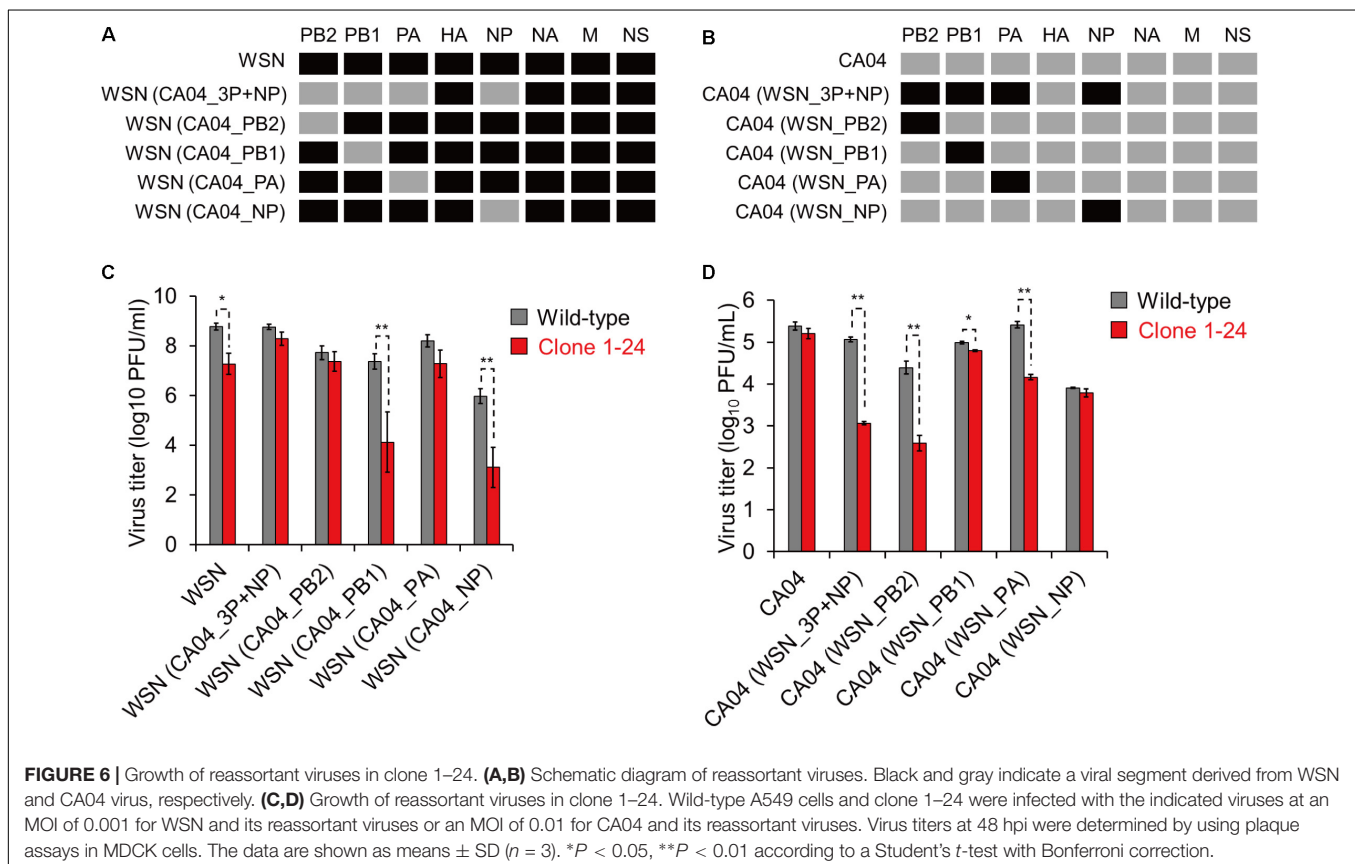 A
PB2 PB1 PA HA NP NA M NS
WSN
WSN (CA04_3P+NP)
WSN (CA04_PB2)
WSN (CA04_PB1)
WSN (CA04_PA)
WSN (CA04_NP)
B
PB2 PB1 PA HA NP NA M NS
CA04
CA04 (WSN_3P+NP)
CA04 (WSN_PB2)
CA04 (WSN_PB1)
CA04 (WSN_PA)
CA04 (WSN_NP)
C
Virus titer (log10 PFU/ml)
10
8
6
4
2
0
* ** **
Wild-type
Clone 1-24
WSN
WSN (CA04_3P+NP)
WSN (CA04_PB2)
WSN (CA04_PB1)
WSN (CA04_PA)
WSN (CA04_NP)
D
Virus titer (log₁₀ PFU/mL)
6
5
4
3
2
1
0
** ** * **
Wild-type
Clone 1-24
CA04
CA04 (WSN_3P+NP)
CA04 (WSN_PB2)
CA04 (WSN_PB1)
CA04 (WSN_PA)
CA04 (WSN_NP)
FIGURE 6 | Growth of reassortant viruses in clone 1–24. (A,B) Schematic diagram of reassortant viruses. Black and gray indicate a viral segment derived from WSN
and CA04 virus, respectively. (C,D) Growth of reassortant viruses in clone 1–24. Wild-type A549 cells and clone 1–24 were infected with the indicated viruses at an
MOI of 0.001 for WSN and its reassortant viruses or an MOI of 0.01 for CA04 and its reassortant viruses. Virus titers at 48 hpi were determined by using plaque
assays in MDCK cells. The data are shown as means ± SD (n = 3). *P < 0.05, **P < 0.01 according to a Student's t-test with Bonferroni correction.